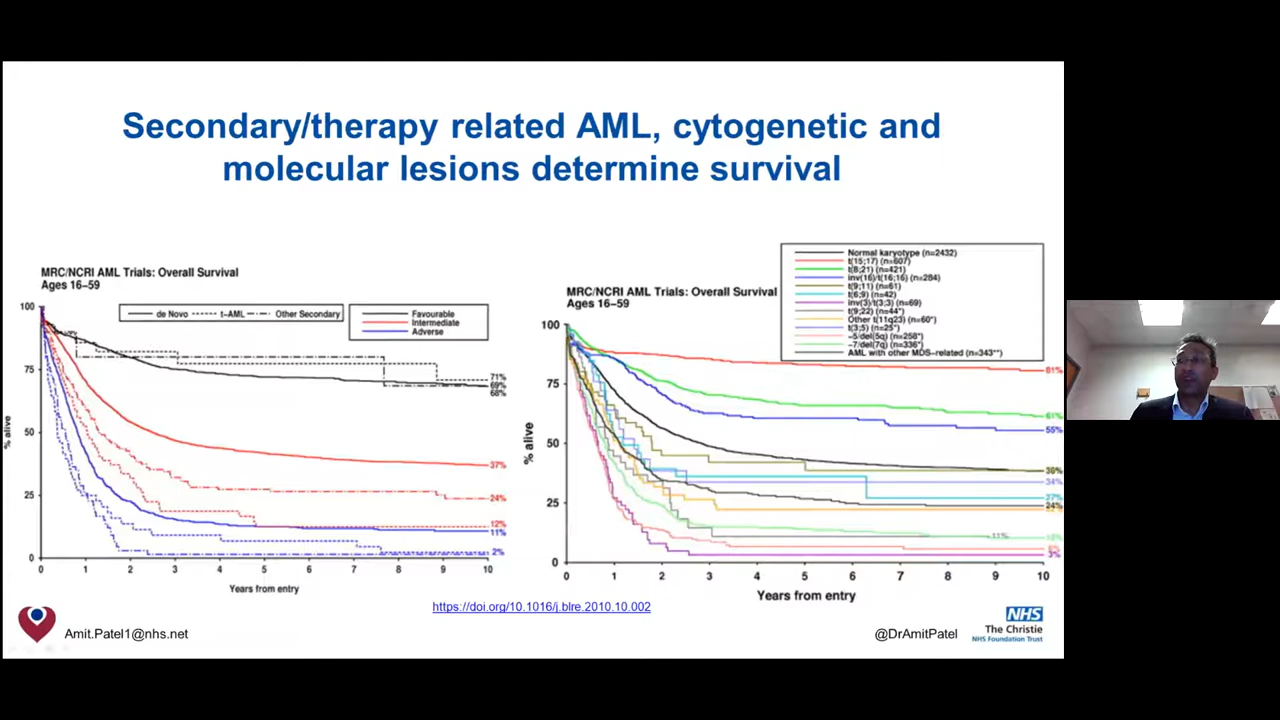 Secondary/therapy related AML, cytogenetic and
molecular lesions determine survival
MRC/NCRI AML Trials: Overall Survival
Ages 16–59
de Novo
t–AML
Other Secondary
Favourable
Intermediate
Adverse
% alive
100
75
50
25
0
71%
69%
68%
37%
24%
12%
11%
2%
0 1 2 3 4 5 6 7 8 9 10
Years from entry
MRC/NCRI AML Trials: Overall Survival
Ages 16–59
Normal karyotype (n=2432)
t(15;17) (n=607)
t(8;21) (n=421)
inv(16)/t(16;16) (n=284)
t(9;11) (n=61)
t(6;9) (n=42)
inv(3)/t(3;3) (n=69)
t(9;22) (n=44*)
Other t(11q23) (n=60*)
t(3;5) (n=25*)
–5/del(5q) (n=258*)
–7/del(7q) (n=336*)
AML with other MDS–related (n=343**)
% alive
100
75
50
25
0
81%
61%
55%
34%
27%
24%
11%
3%
0 1 2 3 4 5 6 7 8 9 10
Years from entry
https://doi.org/10.1016/j.blre.2010.10.002
Amit.Patel1@nhs.net
@DrAmitPatel
NHS
The Christie
NHS Foundation Trust